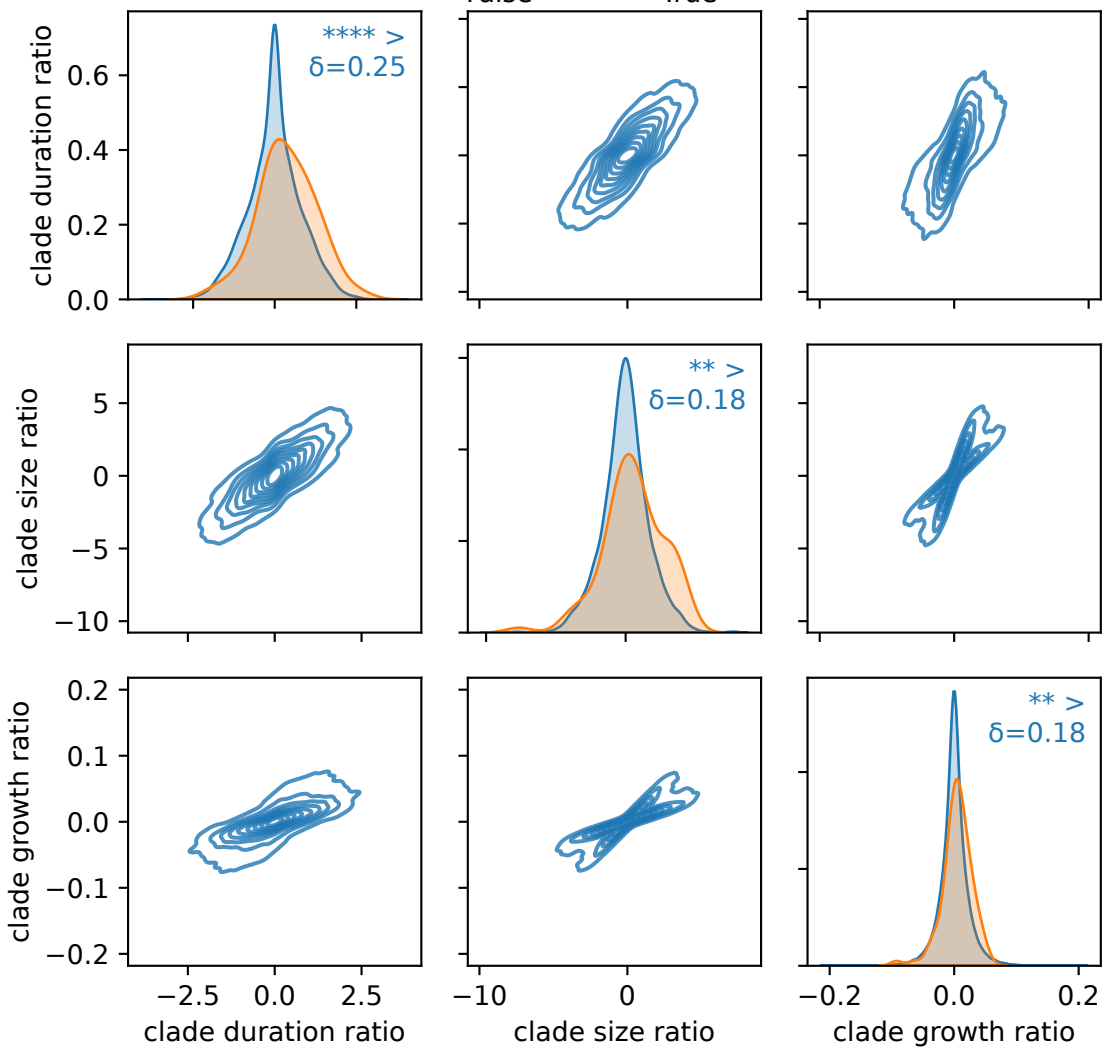 **** >
δ=0.25
clade duration ratio
0.6
0.4
0.2
0.0
** >
δ=0.18
clade size ratio
5
0
−5
−10
** >
δ=0.18
clade growth ratio
0.2
0.1
0.0
−0.1
−0.2
−2.5 0.0 2.5
−10 0
−0.2 0.0 0.2
clade duration ratio
clade size ratio
clade growth ratio